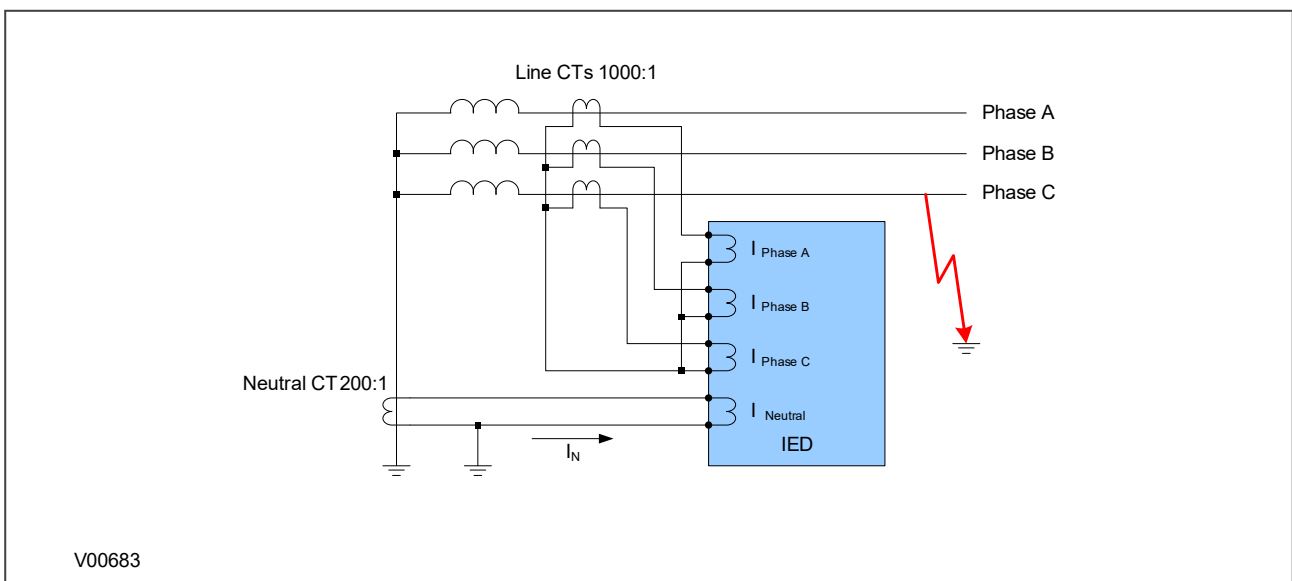 Line CTs 1000:1
Phase A
Phase B
Phase C
I Phase A
I Phase B
I Phase C
Neutral CT 200:1
I Neutral
IED
IN
V00683